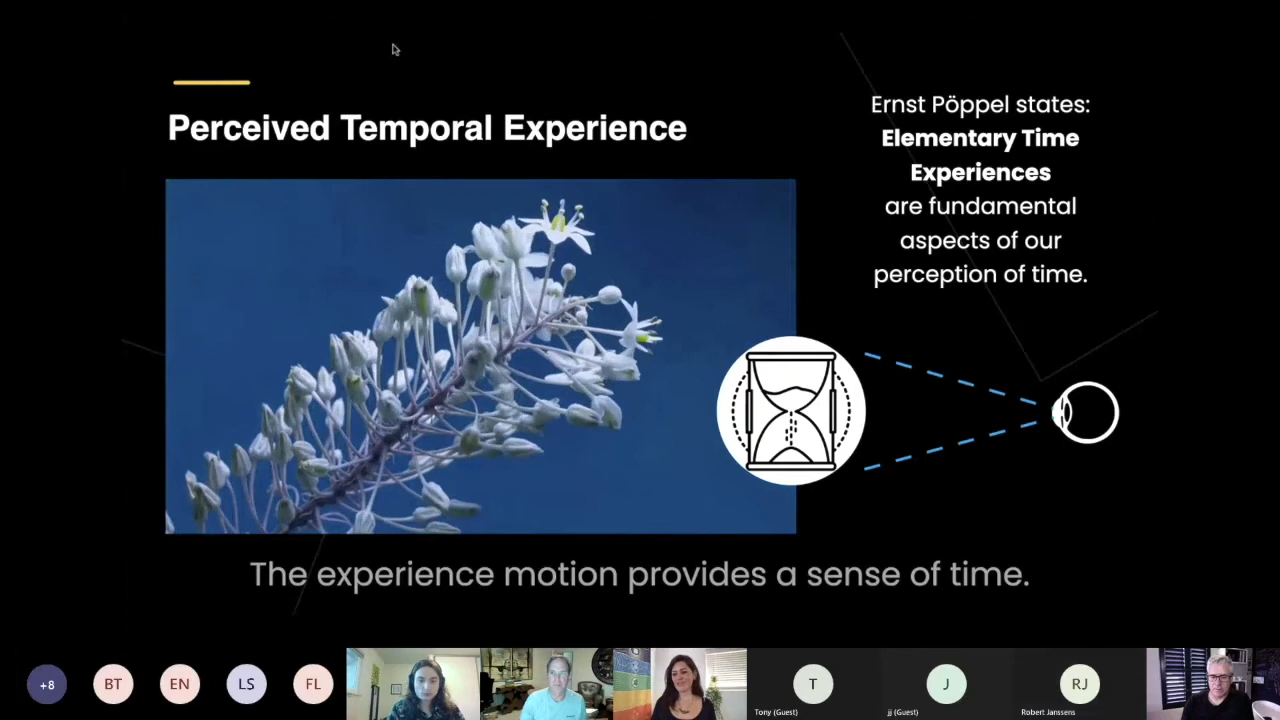 Perceived Temporal Experience
Ernst Pöppel states:
Elementary Time
Experiences
are fundamental
aspects of our
perception of time.
The experience motion provides a sense of time.
+8
BT
EN
LS
FL
T
J
RJ
Tony (Guest)
jj (Guest)
Robert Janssens